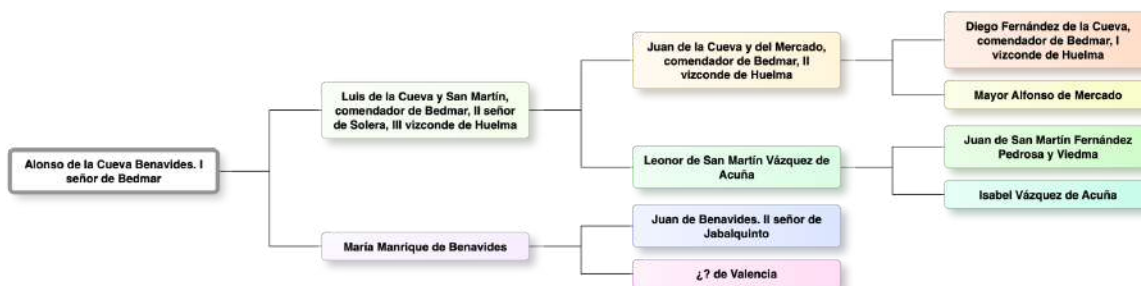 Alonso de la Cueva Benavides. I
señor de Bedmar
Luis de la Cueva y San Martín,
comendador de Bedmar, II señor
de Solera, III vizconde de Huelma
María Manrique de Benavides
Juan de la Cueva y del Mercado,
comendador de Bedmar, II
vizconde de Huelma
Leonor de San Martín Vázquez de
Acuña
Juan de Benavides. II señor de
Jabalquinto
¿? de Valencia
Diego Fernández de la Cueva,
comendador de Bedmar, I
vizconde de Huelma
Mayor Alfonso de Mercado
Juan de San Martín Fernández
Pedrosa y Viedma
Isabel Vázquez de Acuña